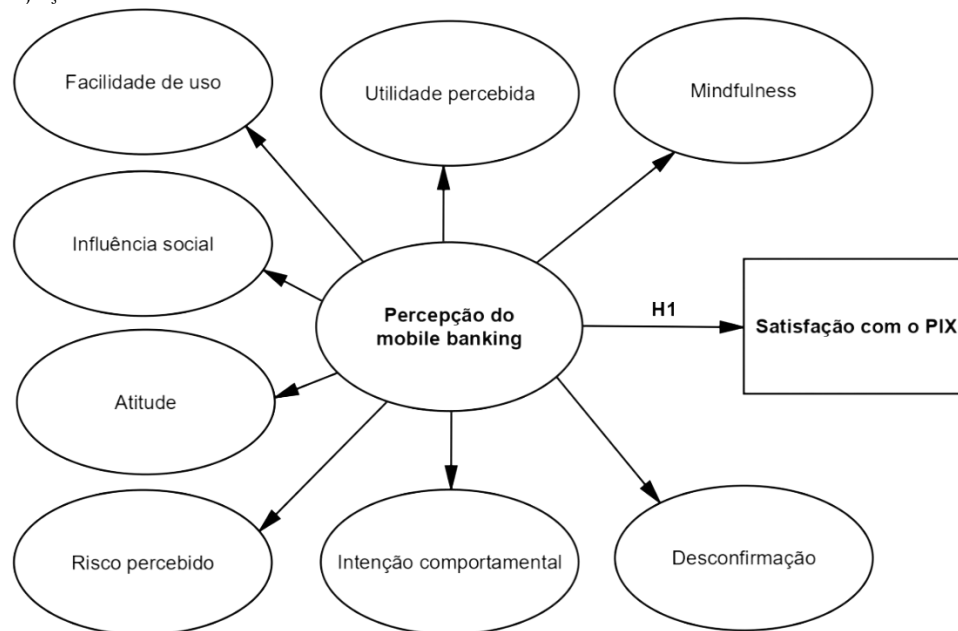 Facilidade de uso
Utilidade percebida
Mindfulness
Influência social
Percepção do
mobile banking
H1
Satisfação com o PIX
Atitude
Risco percebido
Intenção comportamental
Desconfirmação